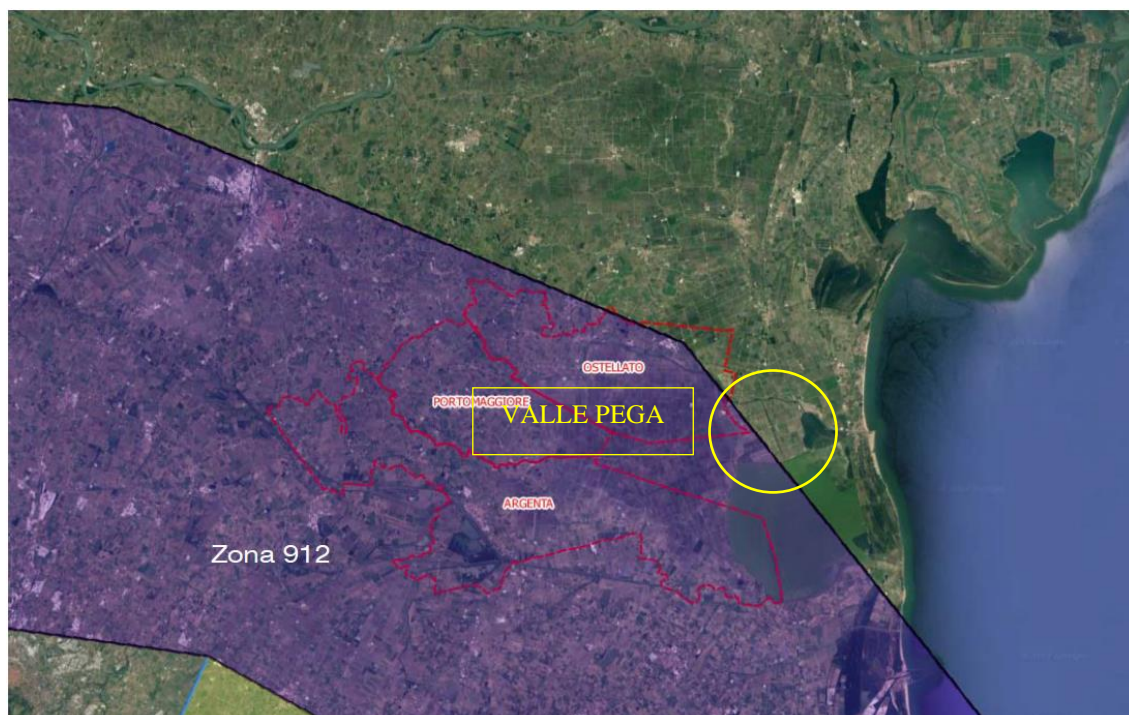 OSTELLATO
PORTOMAGGIORE
VALLE PEGA
ARGENTA
Zona 912